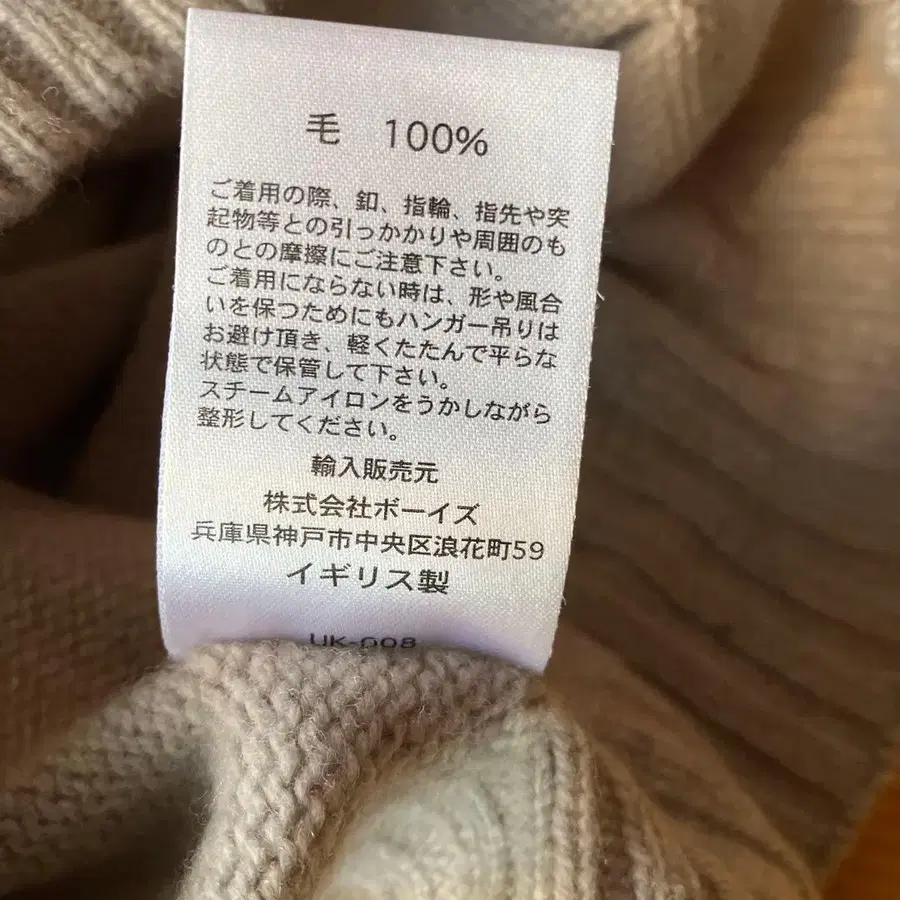 毛 100%
ご着用の際、釦、指輪、指先や突
起物等との引っかかりや周囲のも
のとの摩擦にご注意下さい。
ご着用にならない時は、形や風合
いを保つためにもハンガー吊りは
お避け頂き、軽くたたんで平らな
状態で保管して下さい。
スチームアイロンをうかしながら
整形してください。
輸入販売元
株式会社ボーイズ
兵庫県神戸市中央区浪花町59
イギリス製
UK-008